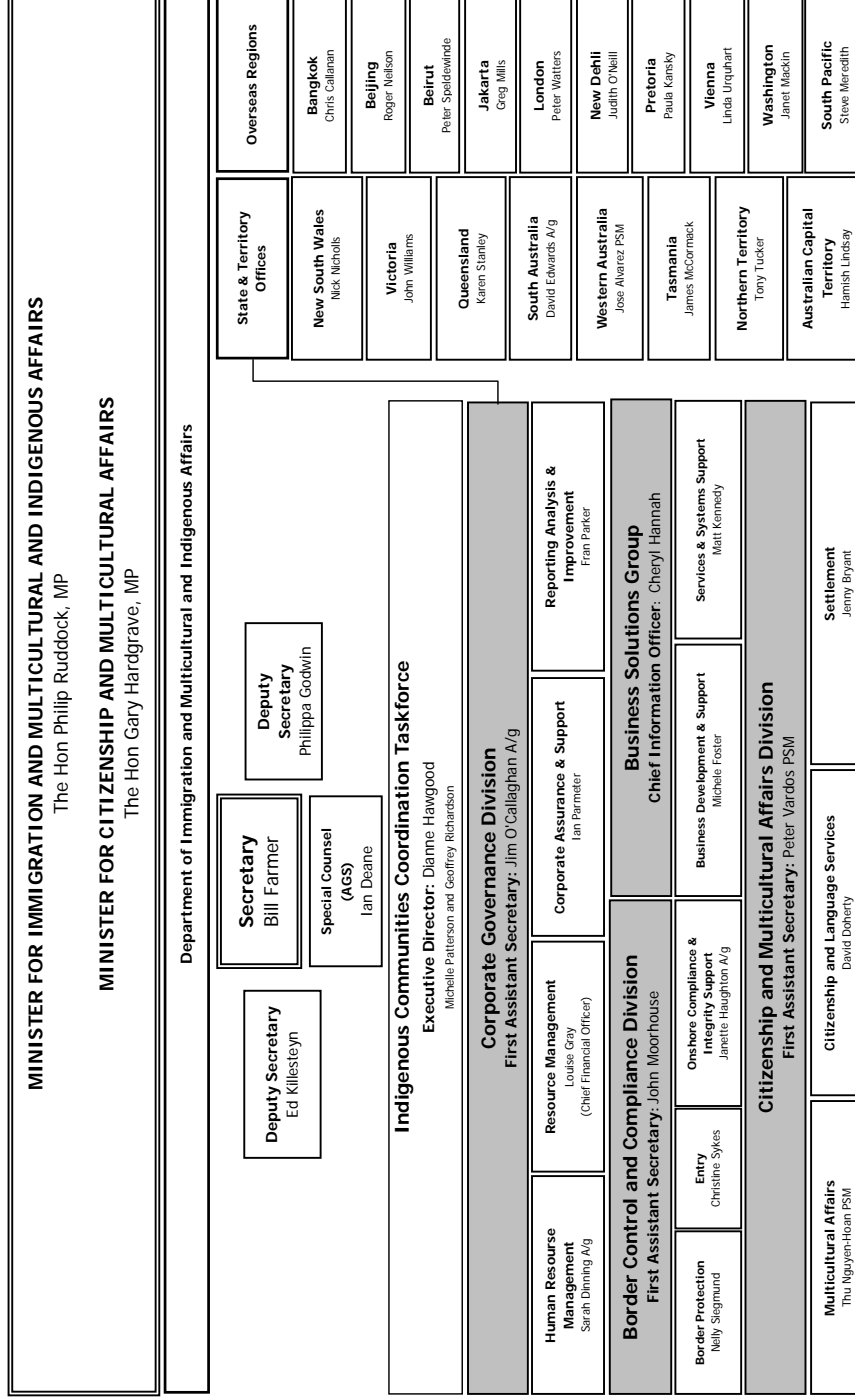 MINISTER FOR IMMIGRATION AND MULTICULTURAL AND INDIGENOUS AFFAIRS
The Hon Philip Ruddock, MP
MINISTER FOR CITIZENSHIP AND MULTICULTURAL AFFAIRS
The Hon Gary Hardgrave, MP
Department of Immigration and Multicultural and Indigenous Affairs
Deputy Secretary
Ed Killesteyn
Secretary
Bill Farmer
Special Counsel
(AGS)
Ian Deane
Deputy
Secretary
Philippa Godwin
Indigenous Communities Coordination Taskforce
Executive Director: Dianne Hawgood
Michelle Patterson and Geoffrey Richardson
Corporate Governance Division
First Assistant Secretary: Jim O'Callaghan A/g
Human Resourse
Management
Sarah Dinning A/g
Resource Management
Louise Gray
(Chief Financial Officer)
Corporate Assurance & Support
Ian Parmeter
Reporting Analysis &
Improvement
Fran Parker
Border Control and Compliance Division
First Assistant Secretary: John Moorhouse
Business Solutions Group
Chief Information Officer: Cheryl Hannah
Border Protection
Nelly Siegmund
Entry
Christine Sykes
Onshore Compliance &
Integrity Support
Janette Haughton A/g
Business Development & Support
Michele Foster
Services & Systems Support
Matt Kennedy
Citizenship and Multicultural Affairs Division
First Assistant Secretary: Peter Vardos PSM
Multicultural Affairs
Thu Nguyen-Hoan PSM
Citizenship and Language Services
David Doherty
Settlement
Jenny Bryant
State & Territory
Offices
New South Wales
Nick Nicholls
Victoria
John Williams
Queensland
Karen Stanley
South Australia
David Edwards A/g
Western Australia
Jose Alvarez PSM
Tasmania
James McCormack
Northern Territory
Tony Tucker
Australian Capital
Territory
Hamish Lindsay
Overseas Regions
Bangkok
Chris Callanan
Beijing
Roger Neilson
Beirut
Peter Speldewinde
Jakarta
Greg Mills
London
Peter Watters
New Dehli
Judith O'Neill
Pretoria
Paula Kansky
Vienna
Linda Urquhart
Washington
Janet Mackin
South Pacific
Steve Meredith